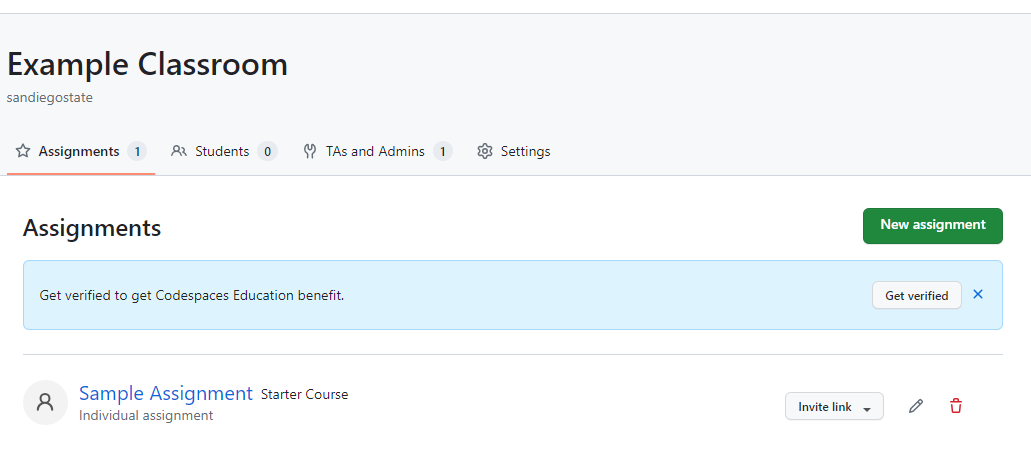 Example Classroom
sandiegostate
Assignments 1 Students 0 TAs and Admins 1 Settings
Assignments
New assignment
Get verified to get Codespaces Education benefit.
Get verified
Sample Assignment Starter Course
Individual assignment
Invite link